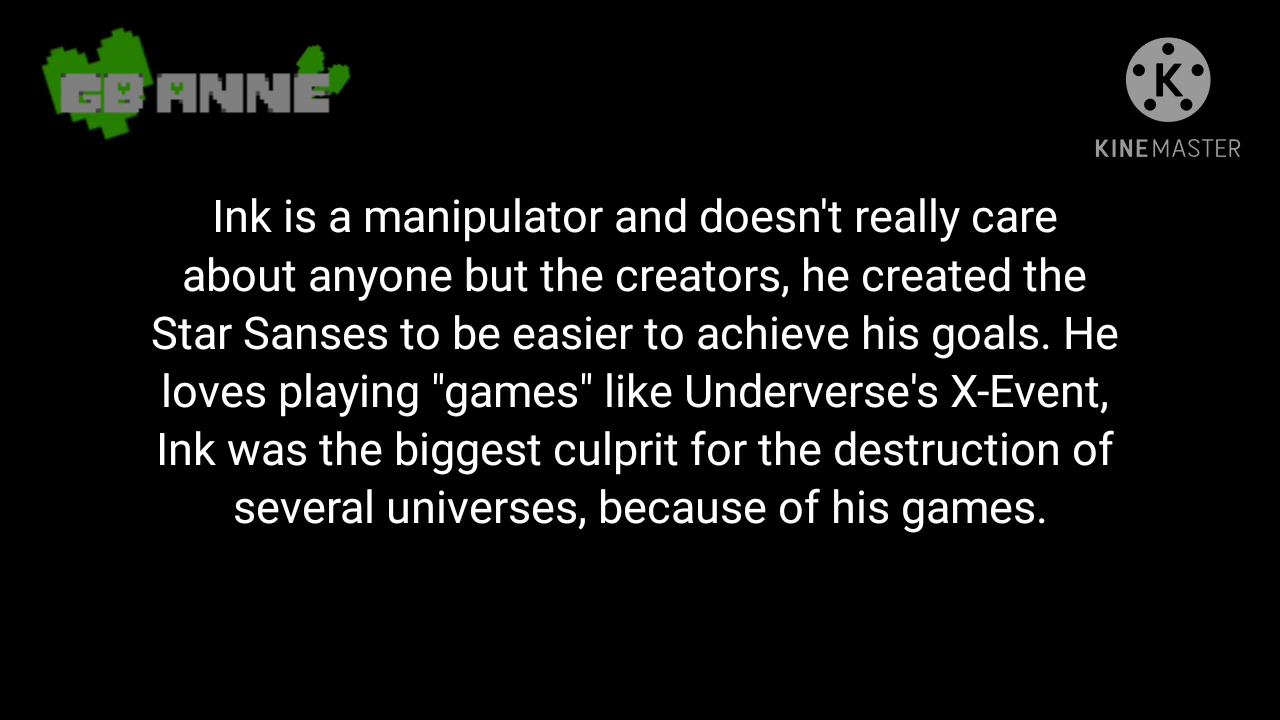 GB ANNE
K
KINEMASTER
Ink is a manipulator and doesn't really care
about anyone but the creators, he created the
Star Sanses to be easier to achieve his goals. He
loves playing "games" like Underverse's X-Event,
Ink was the biggest culprit for the destruction of
several universes, because of his games.